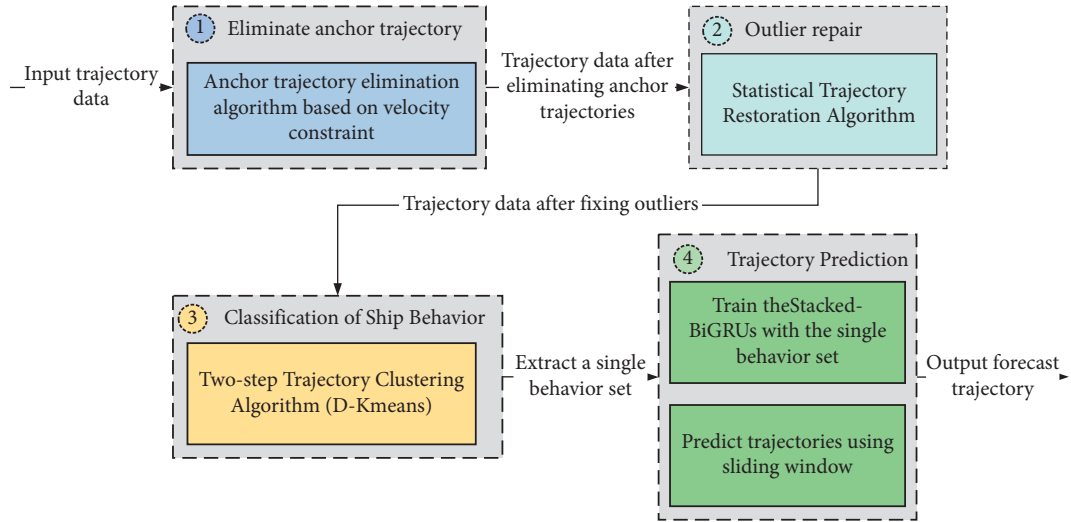 1 Eliminate anchor trajectory
Input trajectory
data
Anchor trajectory elimination
algorithm based on velocity
constraint
Trajectory data after
eliminating anchor
trajectories
2 Outlier repair
Statistical Trajectory
Restoration Algorithm
Trajectory data after fixing outliers
3 Classification of Ship Behavior
Two-step Trajectory Clustering
Algorithm (D-Kmeans)
Extract a single
behavior set
4 Trajectory Prediction
Train theStacked-
BiGRUs with the single
behavior set
Predict trajectories using
sliding window
Output forecast
trajectory